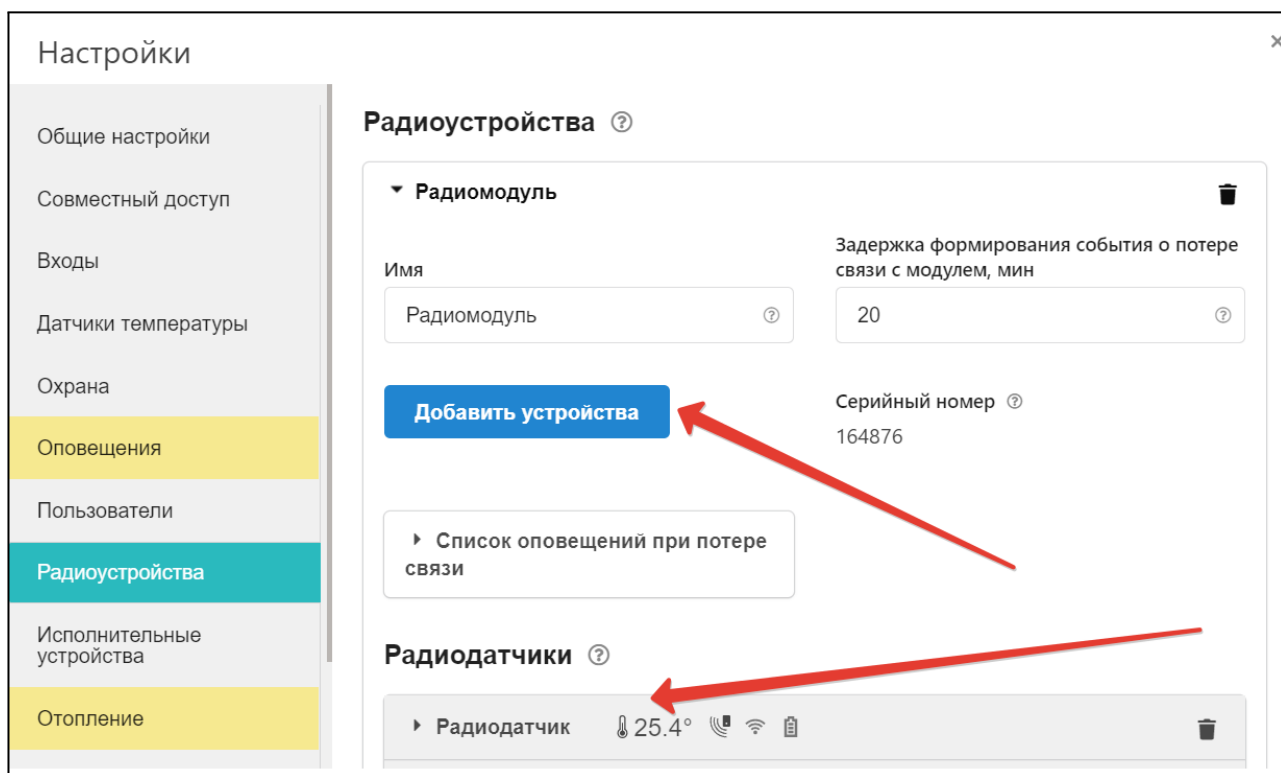 Настройки
Общие настройки
Совместный доступ
Входы
Датчики температуры
Охрана
Оповещения
Пользователи
Радиоустройства
Исполнительные
устройства
Отопление
Радиоустройства
Радиомодуль
Имя
Радиомодуль
Задержка формирования события о потере
связи с модулем, мин
20
Добавить устройства
Серийный номер
164876
Список оповещений при потере
связи
Радиодатчики
Радиодатчик 25.4°